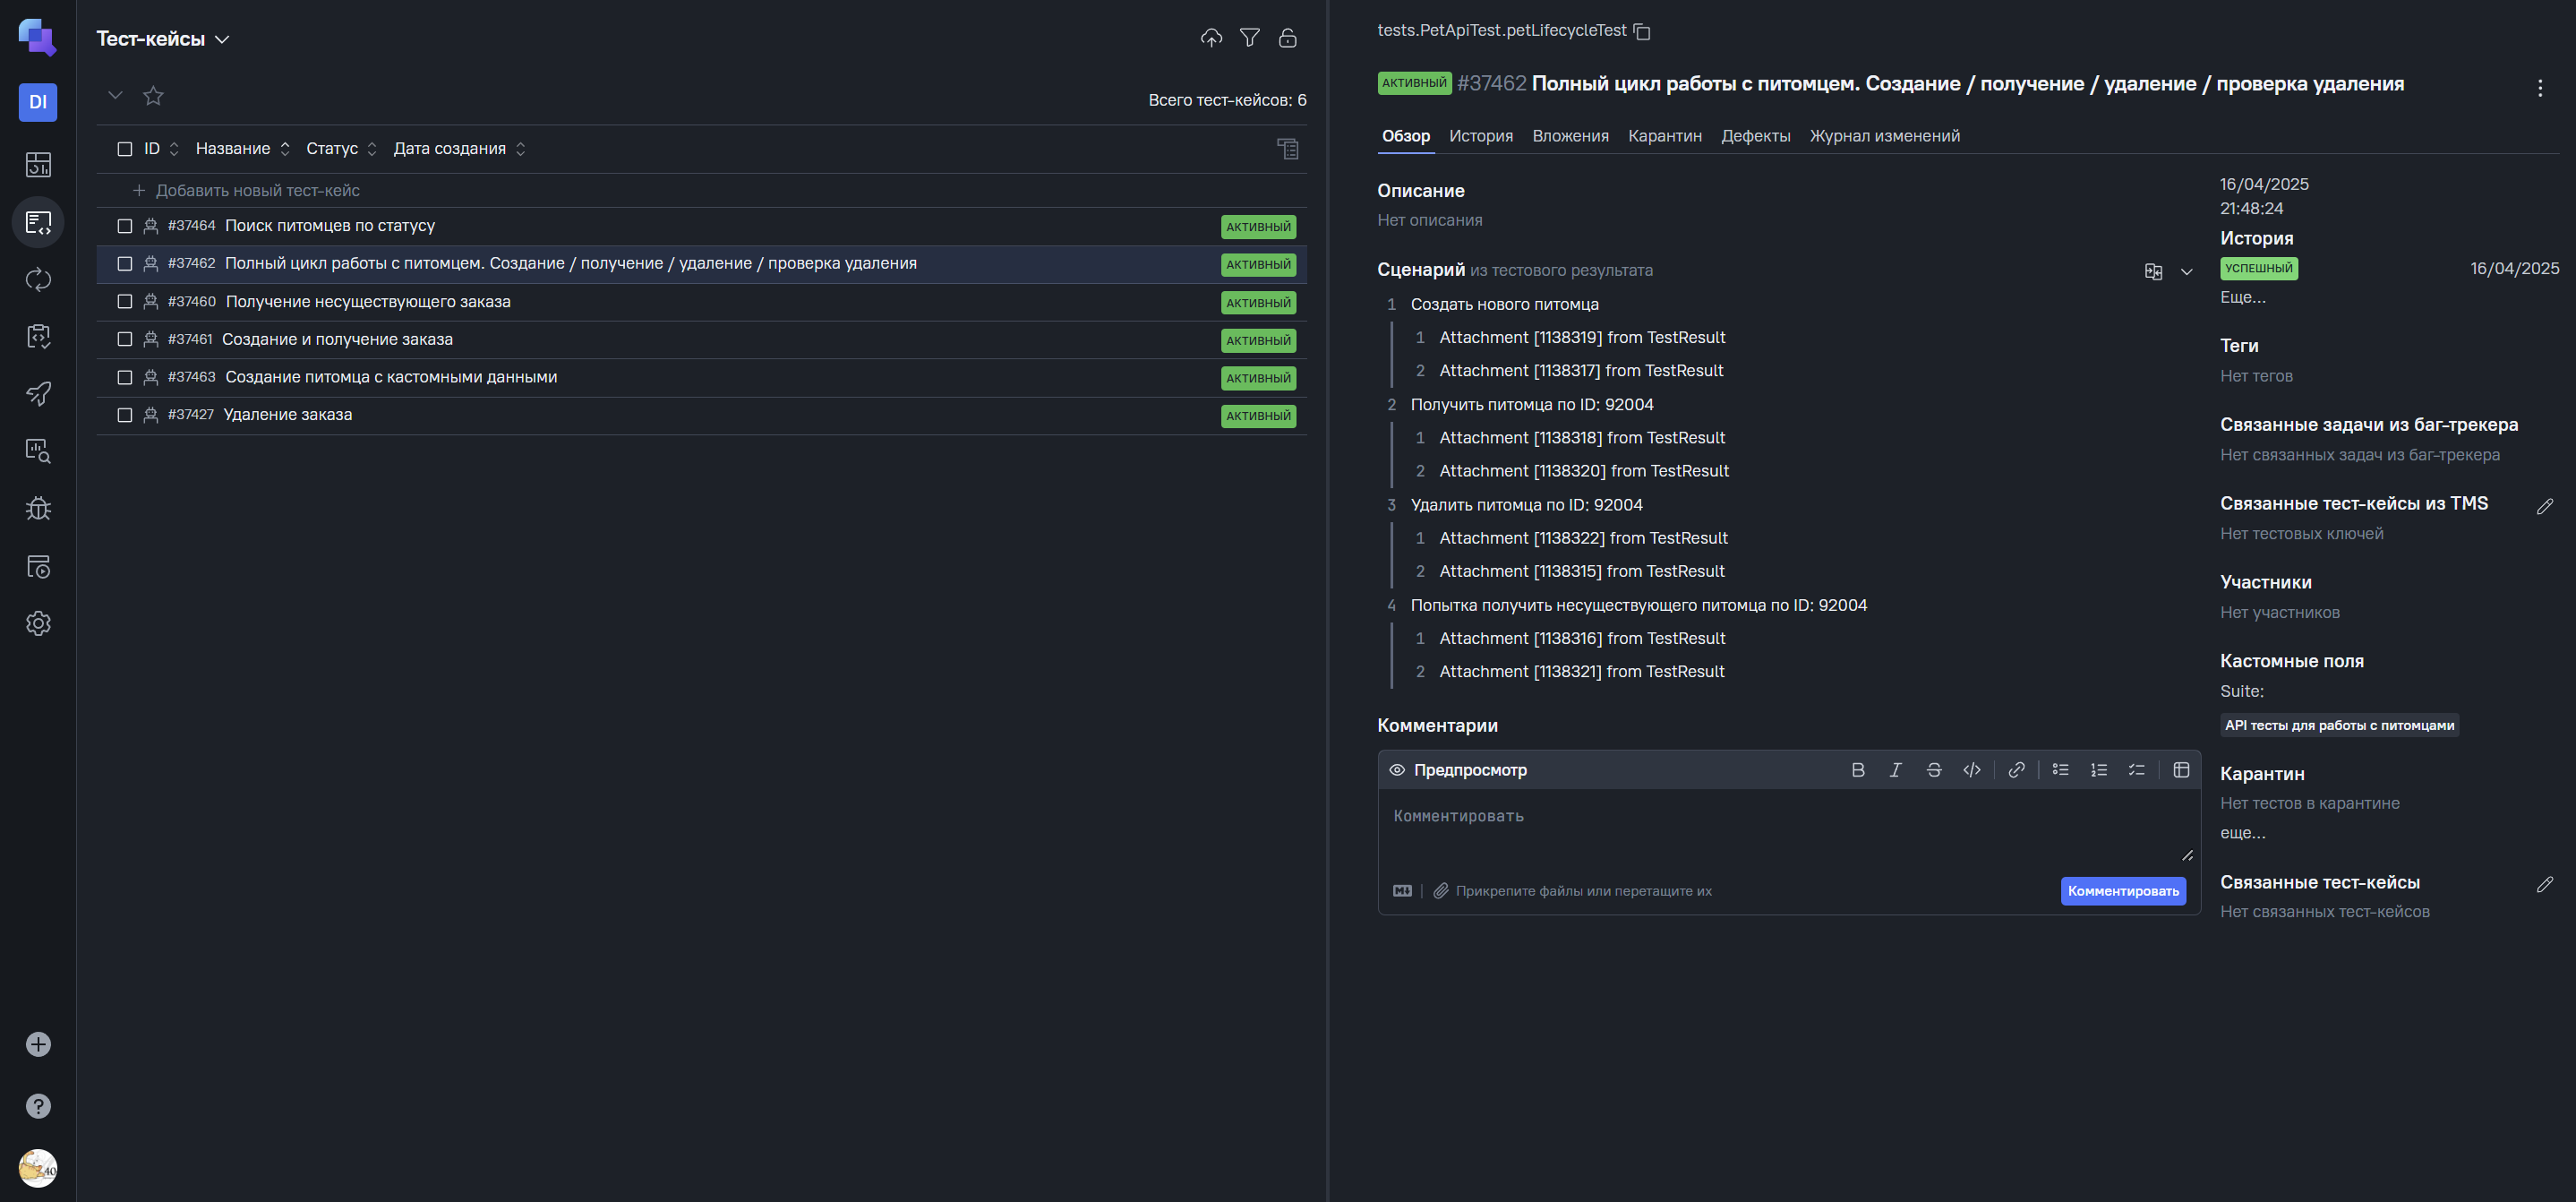 DI
Тест-кейсы
Всего тест-кейсов: 6
ID Название Статус Дата создания
Добавить новый тест-кейс
#37464 Поиск питомцев по статусу АКТИВНЫЙ
#37462 Полный цикл работы с питомцем. Создание / получение / удаление / проверка удаления АКТИВНЫЙ
#37460 Получение несуществующего заказа АКТИВНЫЙ
#37461 Создание и получение заказа АКТИВНЫЙ
#37463 Создание питомца с кастомными данными АКТИВНЫЙ
#37427 Удаление заказа АКТИВНЫЙ
tests.PetApiTest.petLifecycleTest
АКТИВНЫЙ #37462 Полный цикл работы с питомцем. Создание / получение / удаление / проверка удаления
Обзор История Вложения Карантин Дефекты Журнал изменений
Описание
Нет описания
Сценарий из тестового результата
1 Создать нового питомца
1 Attachment [1138319] from TestResult
2 Attachment [1138317] from TestResult
2 Получить питомца по ID: 92004
1 Attachment [1138318] from TestResult
2 Attachment [1138320] from TestResult
3 Удалить питомца по ID: 92004
1 Attachment [1138322] from TestResult
2 Attachment [1138315] from TestResult
4 Попытка получить несуществующего питомца по ID: 92004
1 Attachment [1138316] from TestResult
2 Attachment [1138321] from TestResult
Комментарии
Предпросмотр
Комментировать
Прикрепите файлы или перетащите их
Комментировать
16/04/2025
21:48:24
История
УСПЕШНЫЙ 16/04/2025
Еще...
Теги
Нет тегов
Связанные задачи из баг-трекера
Нет связанных задач из баг-трекера
Связанные тест-кейсы из TMS
Нет тестовых ключей
Участники
Нет участников
Кастомные поля
Suite:
API тесты для работы с питомцами
Карантин
Нет тестов в карантине
еще...
Связанные тест-кейсы
Нет связанных тест-кейсов
40